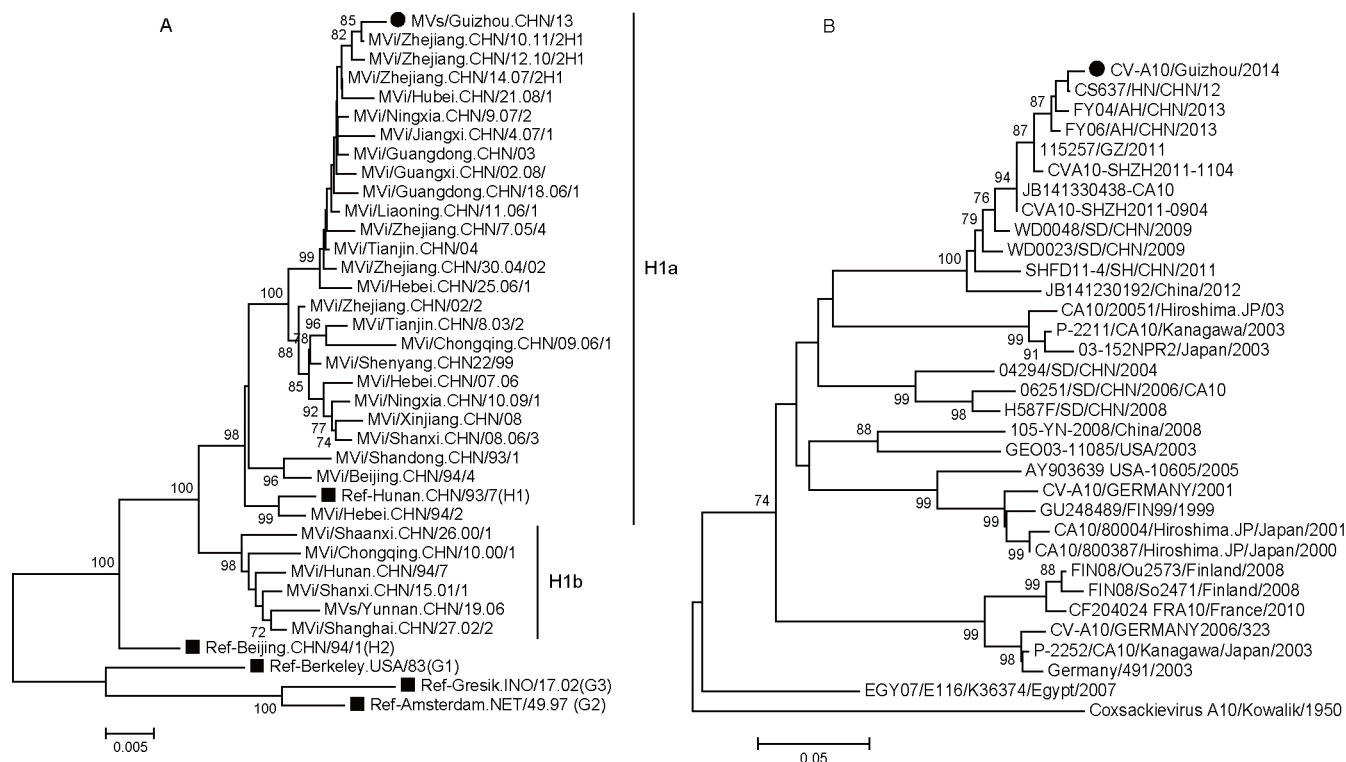 A
85
MVs/Guizhou.CHN/13
82
MVi/Zhejiang.CHN/10.11/2H1
MVi/Zhejiang.CHN/12.10/2H1
MVi/Zhejiang.CHN/14.07/2H1
MVi/Hubei.CHN/21.08/1
MVi/Ningxia.CHN/9.07/2
MVi/Jiangxi.CHN/4.07/1
MVi/Guangdong.CHN/03
MVi/Guangxi.CHN/02.08/
MVi/Guangdong.CHN/18.06/1
MVi/Liaoning.CHN/11.06/1
MVi/Zhejiang.CHN/7.05/4
MVi/Tianjin.CHN/04
99
MVi/Zhejiang.CHN/30.04/02
H1a
MVi/Hebei.CHN/25.06/1
100
MVi/Zhejiang.CHN/02/2
96
MVi/Tianjin.CHN/8.03/2
78
MVi/Chongqing.CHN/09.06/1
88
MVi/Shenyang.CHN22/99
85
MVi/Hebei.CHN/07.06
MVi/Ningxia.CHN/10.09/1
92
MVi/Xinjiang.CHN/08
77
74
MVi/Shanxi.CHN/08.06/3
98
MVi/Shandong.CHN/93/1
96
MVi/Beijing.CHN/94/4
100
Ref-Hunan.CHN/93/7(H1)
99
MVi/Hebei.CHN/94/2
MVi/Shaanxi.CHN/26.00/1
MVi/Chongqing.CHN/10.00/1
98
MVi/Hunan.CHN/94/7
H1b
100
MVi/Shanxi.CHN/15.01/1
MVs/Yunnan.CHN/19.06
72
MVi/Shanghai.CHN/27.02/2
Ref-Beijing.CHN/94/1(H2)
Ref-Berkeley.USA/83(G1)
Ref-Gresik.INO/17.02(G3)
100
Ref-Amsterdam.NET/49.97 (G2)
0.005
B
CV-A10/Guizhou/2014
CS637/HN/CHN/12
87
FY04/AH/CHN/2013
87
FY06/AH/CHN/2013
115257/GZ/2011
CVA10-SHZH2011-1104
94
JB141330438-CA10
76
CVA10-SHZH2011-0904
79
WD0048/SD/CHN/2009
WD0023/SD/CHN/2009
100
SHFD11-4/SH/CHN/2011
JB141230192/China/2012
CA10/20051/Hiroshima.JP/03
99
P-2211/CA10/Kanagawa/2003
91
03-152NPR2/Japan/2003
04294/SD/CHN/2004
99
06251/SD/CHN/2006/CA10
98
H587F/SD/CHN/2008
88
105-YN-2008/China/2008
GEO03-11085/USA/2003
AY903639 USA-10605/2005
99
CV-A10/GERMANY/2001
74
99
GU248489/FIN99/1999
CA10/80004/Hiroshima.JP/Japan/2001
99
CA10/800387/Hiroshima.JP/Japan/2000
88
FIN08/Ou2573/Finland/2008
99
FIN08/So2471/Finland/2008
CF204024 FRA10/France/2010
99
CV-A10/GERMANY2006/323
98
P-2252/CA10/Kanagawa/Japan/2003
Germany/491/2003
EGY07/E116/K36374/Egypt/2007
Coxsackievirus A10/Kowalik/1950
0.05